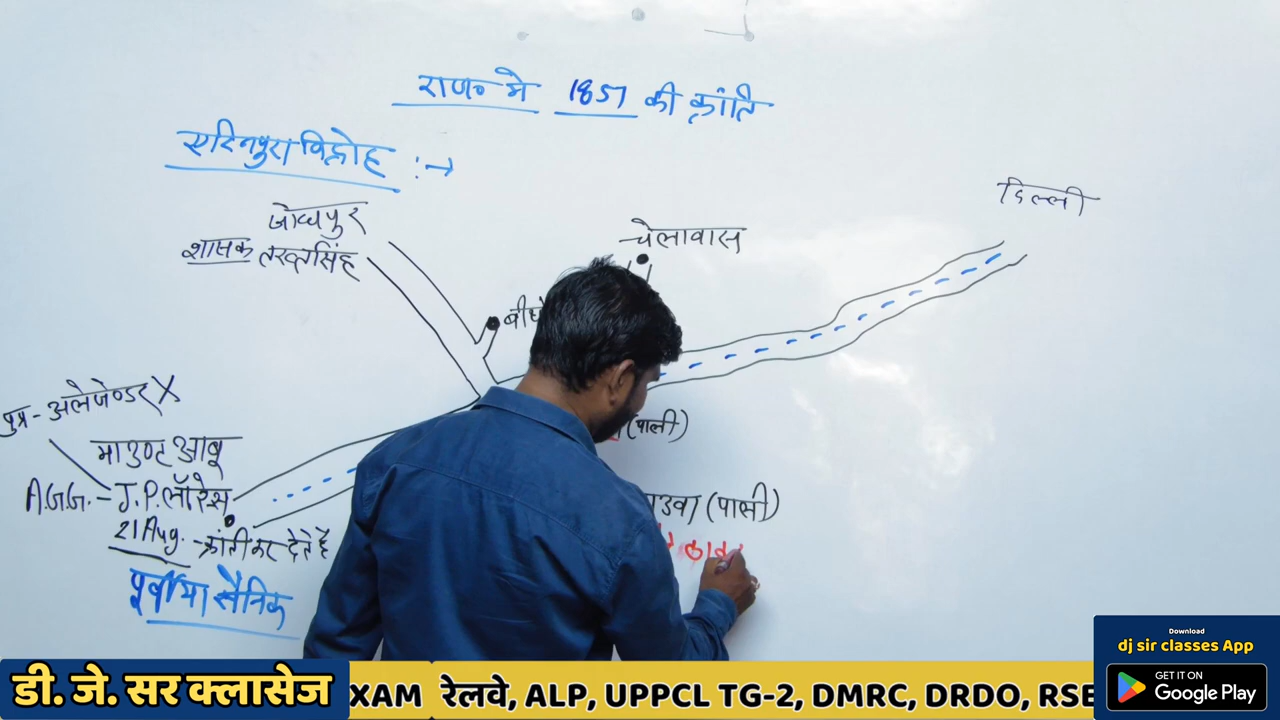 राज० मे 1857 की क्रांति
एरिनपुरा विद्रोह :→
जोधपुर
शासक तख्तसिंह
दिल्ली
चेलावास
पुत्र - अलेजेण्डर X
माउण्ट आबू
A.G.G. - J.P. लॉरेंस
21 Aug. - क्रांती कर देते है
पूर्बीया सैनिक
(पाली)
उवा (पाली)
डी. जे. सर क्लासेज
XAM रेलवे, ALP, UPPCL TG-2, DMRC, DRDO, RSE
Download
dj sir classes App
GET IT ON
Google Play